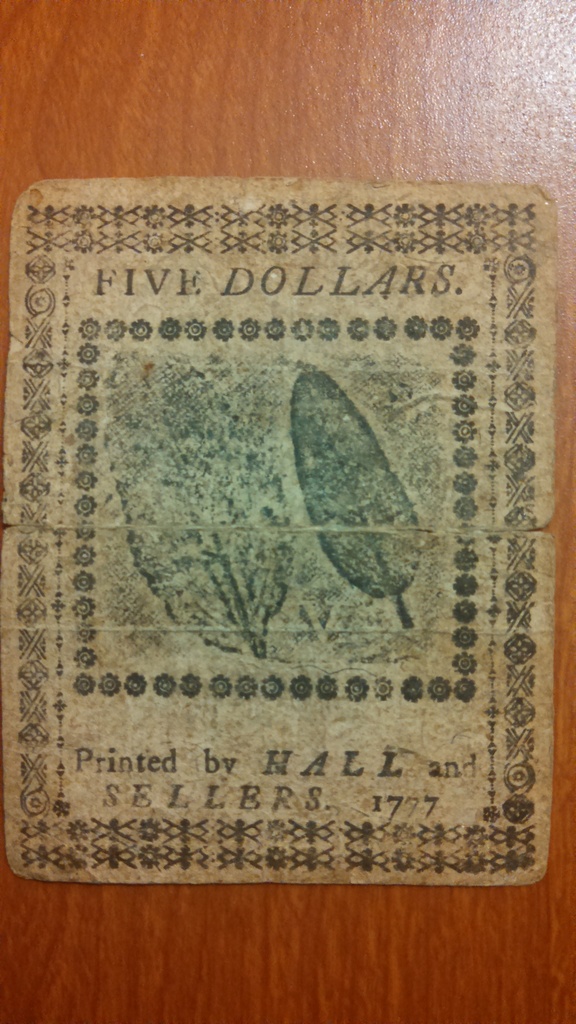 FIVE DOLLARS.
Printed by HALL and
SELLERS. 1777